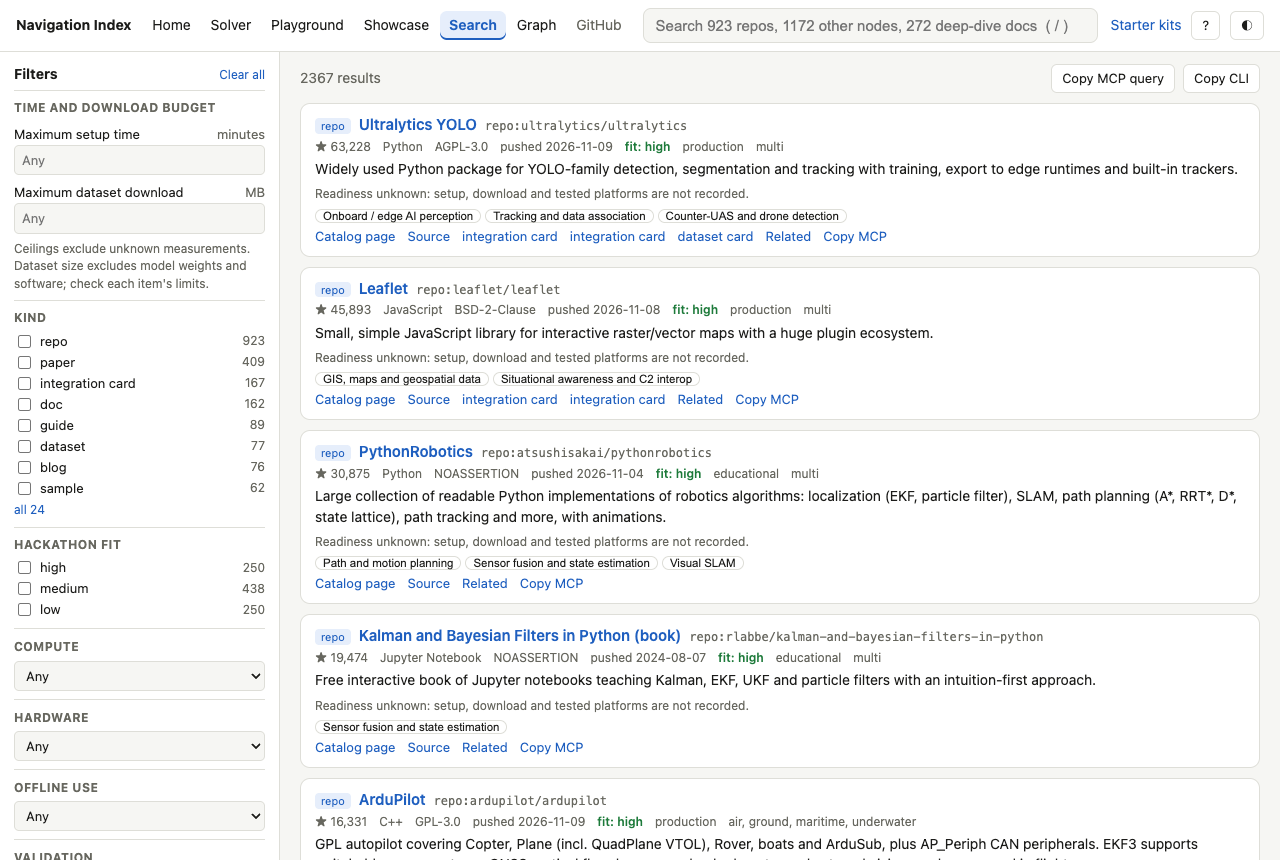 Navigation Index Home Solver Playground Showcase Search Graph GitHub Search 923 repos, 1172 other nodes, 272 deep-dive docs ( / ) Starter kits ?
Filters Clear all
TIME AND DOWNLOAD BUDGET
Maximum setup time minutes
Any
Maximum dataset download MB
Any
Ceilings exclude unknown measurements.
Dataset size excludes model weights and
software; check each item's limits.
KIND
repo 923
paper 409
integration card 167
doc 162
guide 89
dataset 77
blog 76
sample 62
all 24
HACKATHON FIT
high 250
medium 438
low 250
COMPUTE
Any
HARDWARE
Any
OFFLINE USE
Any
VALIDATION
2367 results Copy MCP query Copy CLI
repo Ultralytics YOLO repo:ultralytics/ultralytics
★ 63,228 Python AGPL-3.0 pushed 2026-11-09 fit: high production multi
Widely used Python package for YOLO-family detection, segmentation and tracking with training, export to edge runtimes and built-in trackers.
Readiness unknown: setup, download and tested platforms are not recorded.
Onboard / edge AI perception Tracking and data association Counter-UAS and drone detection
Catalog page Source integration card integration card dataset card Related Copy MCP
repo Leaflet repo:leaflet/leaflet
★ 45,893 JavaScript BSD-2-Clause pushed 2026-11-08 fit: high production multi
Small, simple JavaScript library for interactive raster/vector maps with a huge plugin ecosystem.
Readiness unknown: setup, download and tested platforms are not recorded.
GIS, maps and geospatial data Situational awareness and C2 interop
Catalog page Source integration card integration card Related Copy MCP
repo PythonRobotics repo:atsushisakai/pythonrobotics
★ 30,875 Python NOASSERTION pushed 2026-11-04 fit: high educational multi
Large collection of readable Python implementations of robotics algorithms: localization (EKF, particle filter), SLAM, path planning (A*, RRT*, D*,
state lattice), path tracking and more, with animations.
Readiness unknown: setup, download and tested platforms are not recorded.
Path and motion planning Sensor fusion and state estimation Visual SLAM
Catalog page Source Related Copy MCP
repo Kalman and Bayesian Filters in Python (book) repo:rlabbe/kalman-and-bayesian-filters-in-python
★ 19,474 Jupyter Notebook NOASSERTION pushed 2024-08-07 fit: high educational multi
Free interactive book of Jupyter notebooks teaching Kalman, EKF, UKF and particle filters with an intuition-first approach.
Readiness unknown: setup, download and tested platforms are not recorded.
Sensor fusion and state estimation
Catalog page Source Related Copy MCP
repo ArduPilot repo:ardupilot/ardupilot
★ 16,331 C++ GPL-3.0 pushed 2026-11-09 fit: high production air, ground, maritime, underwater
GPL autopilot covering Copter, Plane (incl. QuadPlane VTOL), Rover, boats and ArduSub, plus AP_Periph CAN peripherals. EKF3 supports